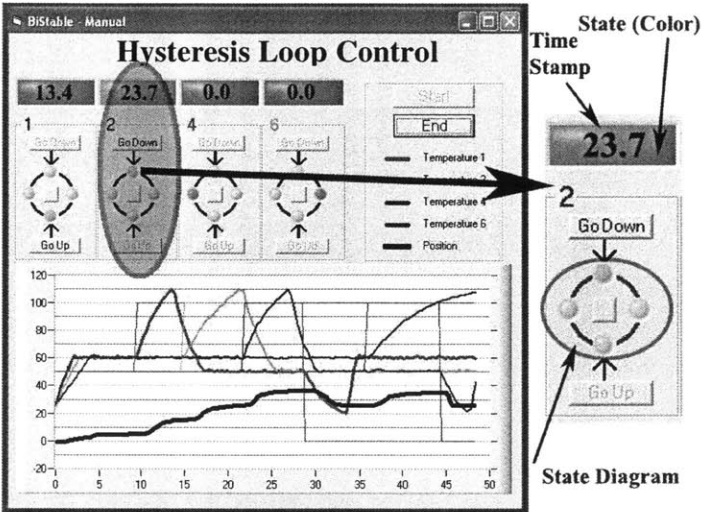 BiStable - Manual
Hysteresis Loop Control
13.4 23.7 0.0 0.0
Start
End
1 2 4 6
Go Down Go Down Go Down Go Down
Go Up Go Up Go Up Go Up
Temperature 1
Temperature
Temperature 4
Temperature 6
Position
120
100
80
60
40
20
0
-20
0 5 10 15 20 25 30 35 40 45 50
State (Color)
Time
Stamp
23.7
2
Go Down
Go Up
State Diagram